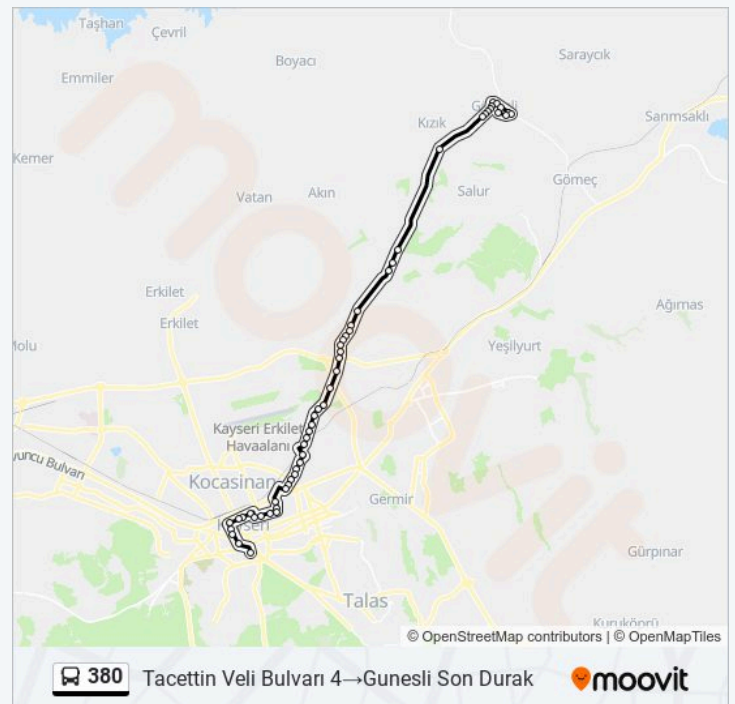 Taşhan
Çevril
Saraycık
Boyacı
Emmiler
Kızık
Sarımsaklı
Kemer
Gömeç
Salur
Akın
Vatan
Erkilet
Ağırnas
Erkilet
Yeşilyurt
Kayseri Erkilet
Havaalanı
Kocasinan
Germir
Gürpınar
Talas
Kuruköprü
© OpenStreetMap contributors | © OpenMapTiles
380 Tacettin Veli Bulvarı 4→Gunesli Son Durak moovit